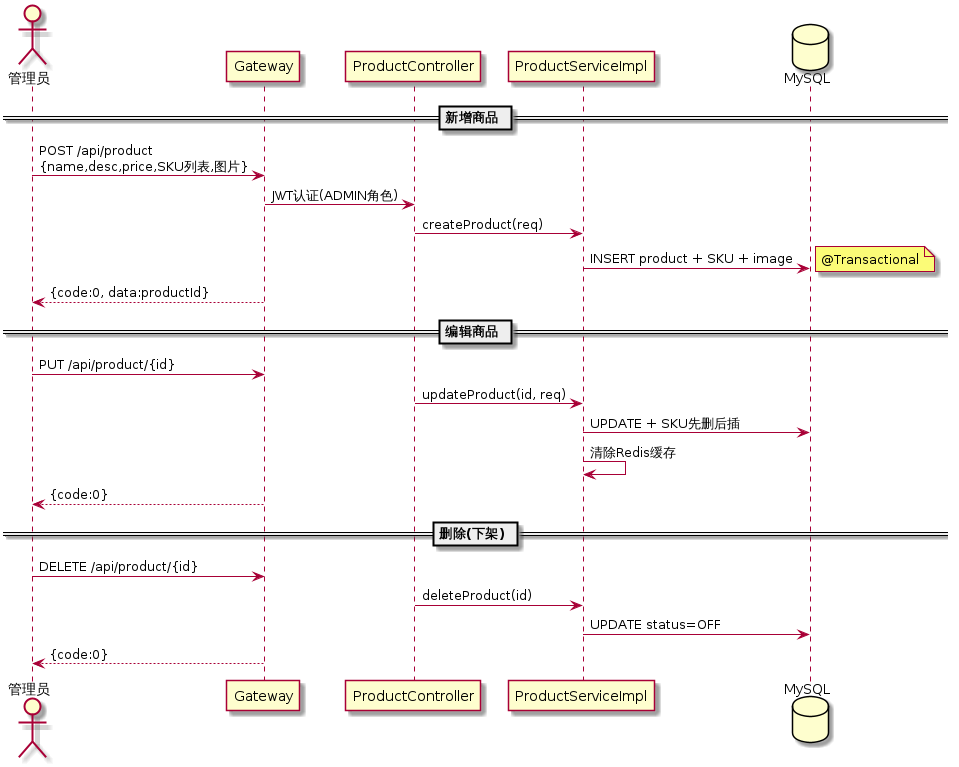 管理员
Gateway
ProductController
ProductServiceImpl
MySQL
新增商品
POST /api/product
{name,desc,price,SKU列表,图片}
JWT认证(ADMIN角色)
createProduct(req)
INSERT product + SKU + image
@Transactional
{code:0, data:productId}
编辑商品
PUT /api/product/{id}
updateProduct(id, req)
UPDATE + SKU先删后插
清除Redis缓存
{code:0}
删除(下架)
DELETE /api/product/{id}
deleteProduct(id)
UPDATE status=OFF
{code:0}
管理员
Gateway
ProductController
ProductServiceImpl
MySQL